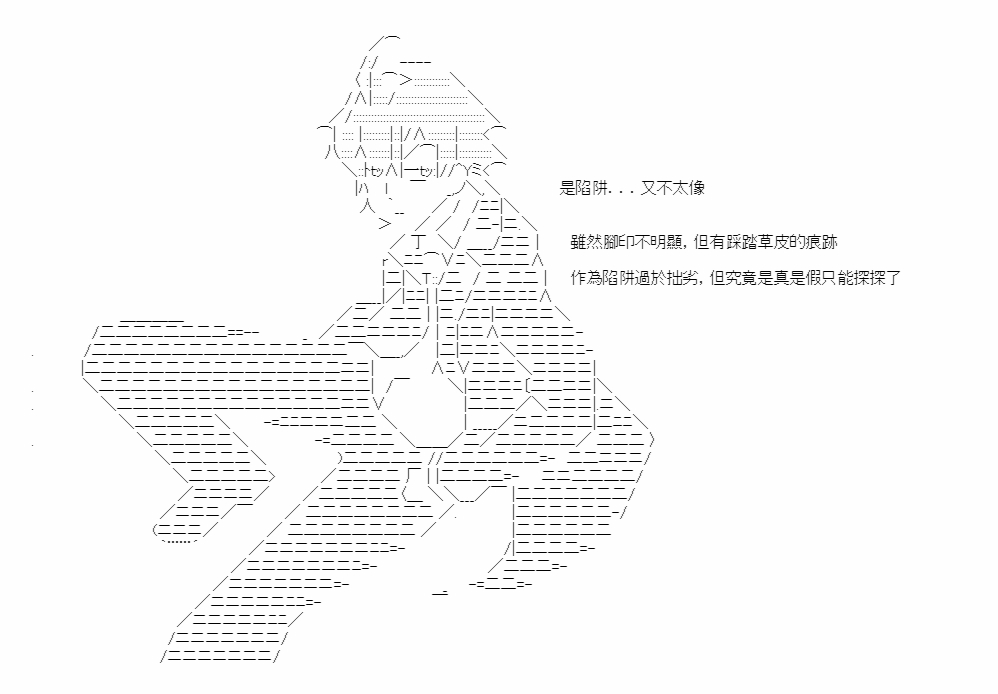 是陷阱...又不太像
雖然腳印不明顯,但有踩踏草皮的痕跡
作為陷阱過於拙劣,但究竟是真是假只能探探了